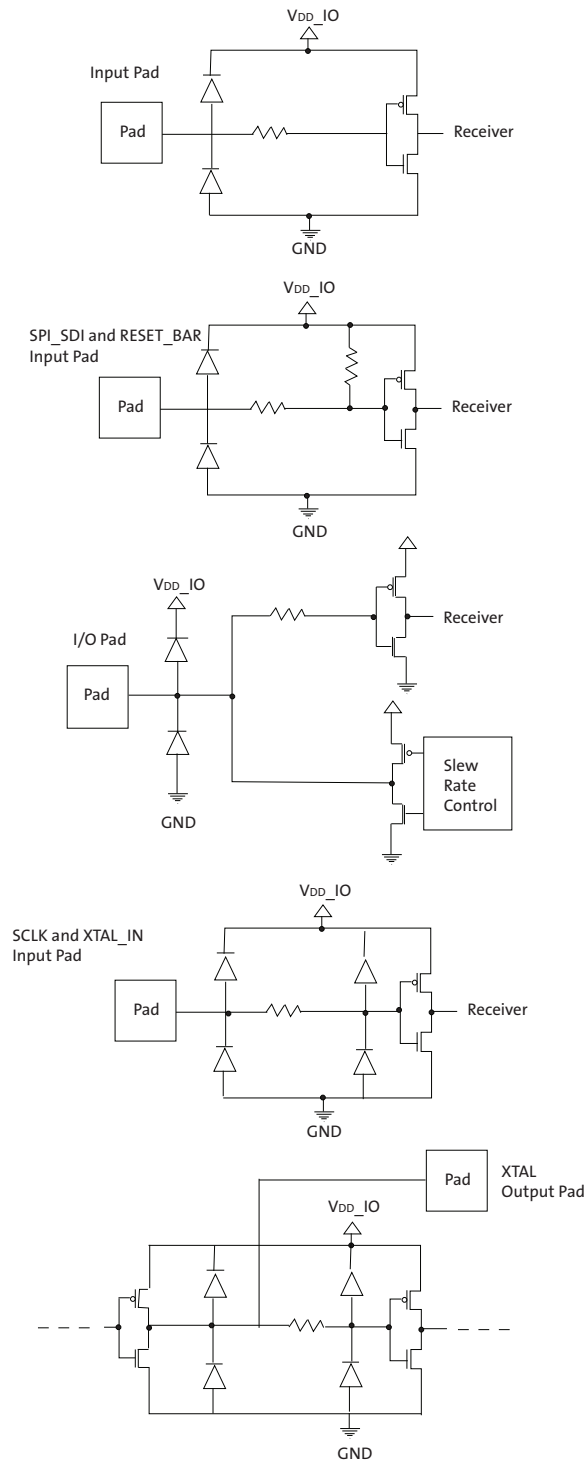 VDD_IO
Input Pad
Pad
Receiver
GND
VDD_IO
SPI_SDI and RESET_BAR
Input Pad
Pad
Receiver
GND
VDD_IO
I/O Pad
Receiver
Pad
Slew
Rate
Control
GND
VDD_IO
SCLK and XTAL_IN
Input Pad
Pad
Receiver
GND
Pad
XTAL
Output Pad
VDD_IO
GND